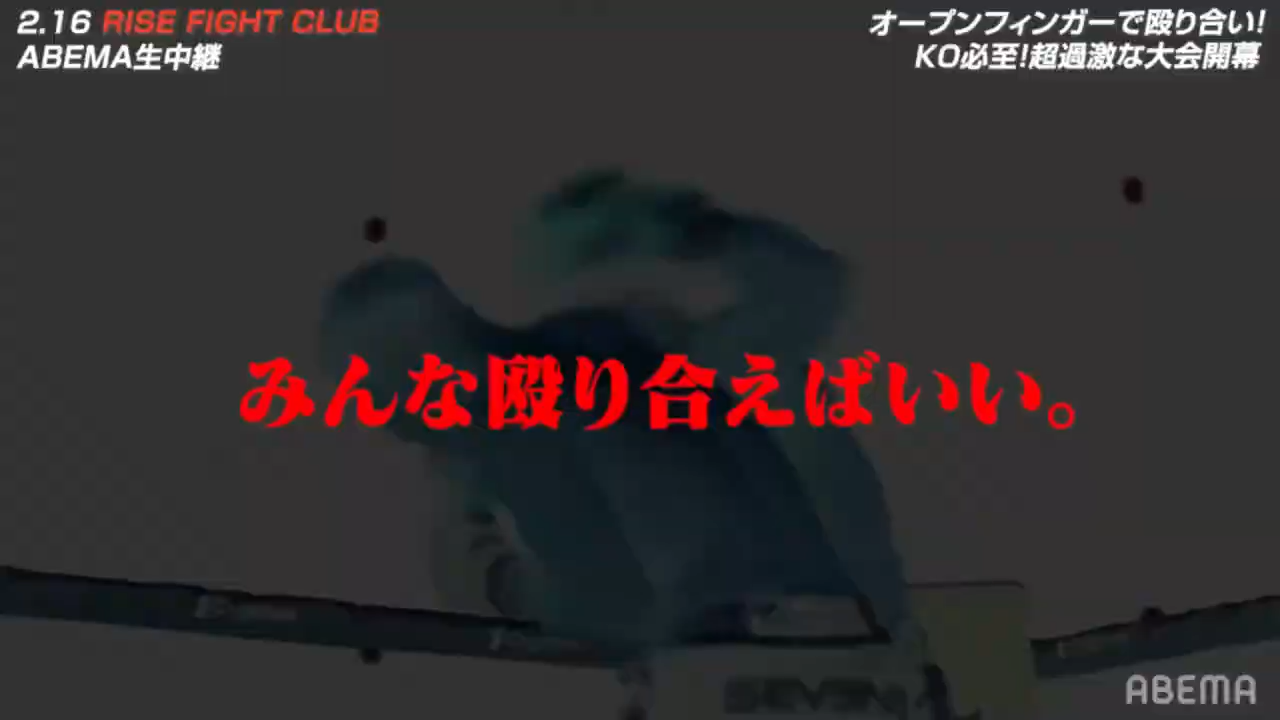 2.16 RISE FIGHT CLUB
ABEMA生中継
オープンフィンガーで殴り合い!
KO必至!超過激な大会開幕
みんな殴り合えばいい。
SEVEN
ABEMA